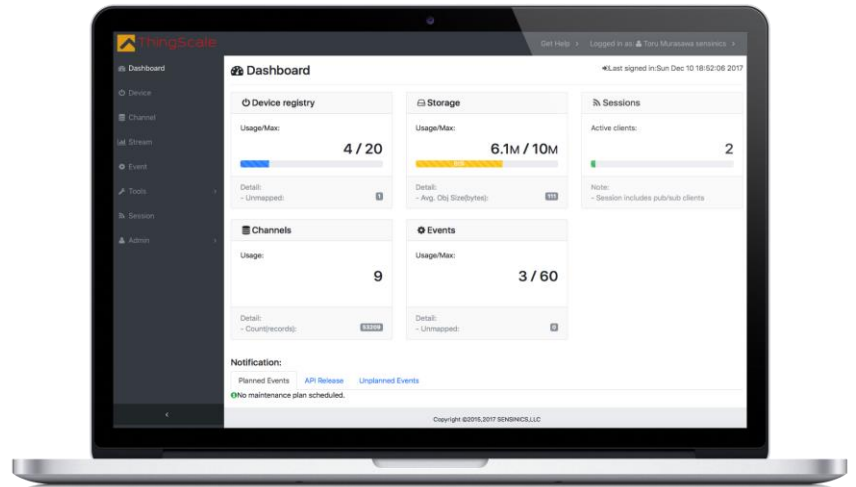 ThingScale
Get Help
Logged in as: Toru Murasawa sensinics
Dashboard
Device
Channel
Stream
Event
Tools
Session
Admin
Dashboard
Last signed in:Sun Dec 10 18:52:06 2017
Device registry
Usage/Max:
4 / 20
Detail:
- Unmapped: 1
Storage
Usage/Max:
6.1M / 10M
Detail:
- Avg. Obj Size(bytes): 111
Sessions
Active clients:
2
Note:
- Session includes pub/sub clients
Channels
Usage:
9
Detail:
- Count(records):
Events
Usage/Max:
3 / 60
Detail:
- Unmapped: 0
Notification:
Planned Events API Release Unplanned Events
No maintenance plan scheduled.
Copyright ©2015,2017 SENSINICS,LLC